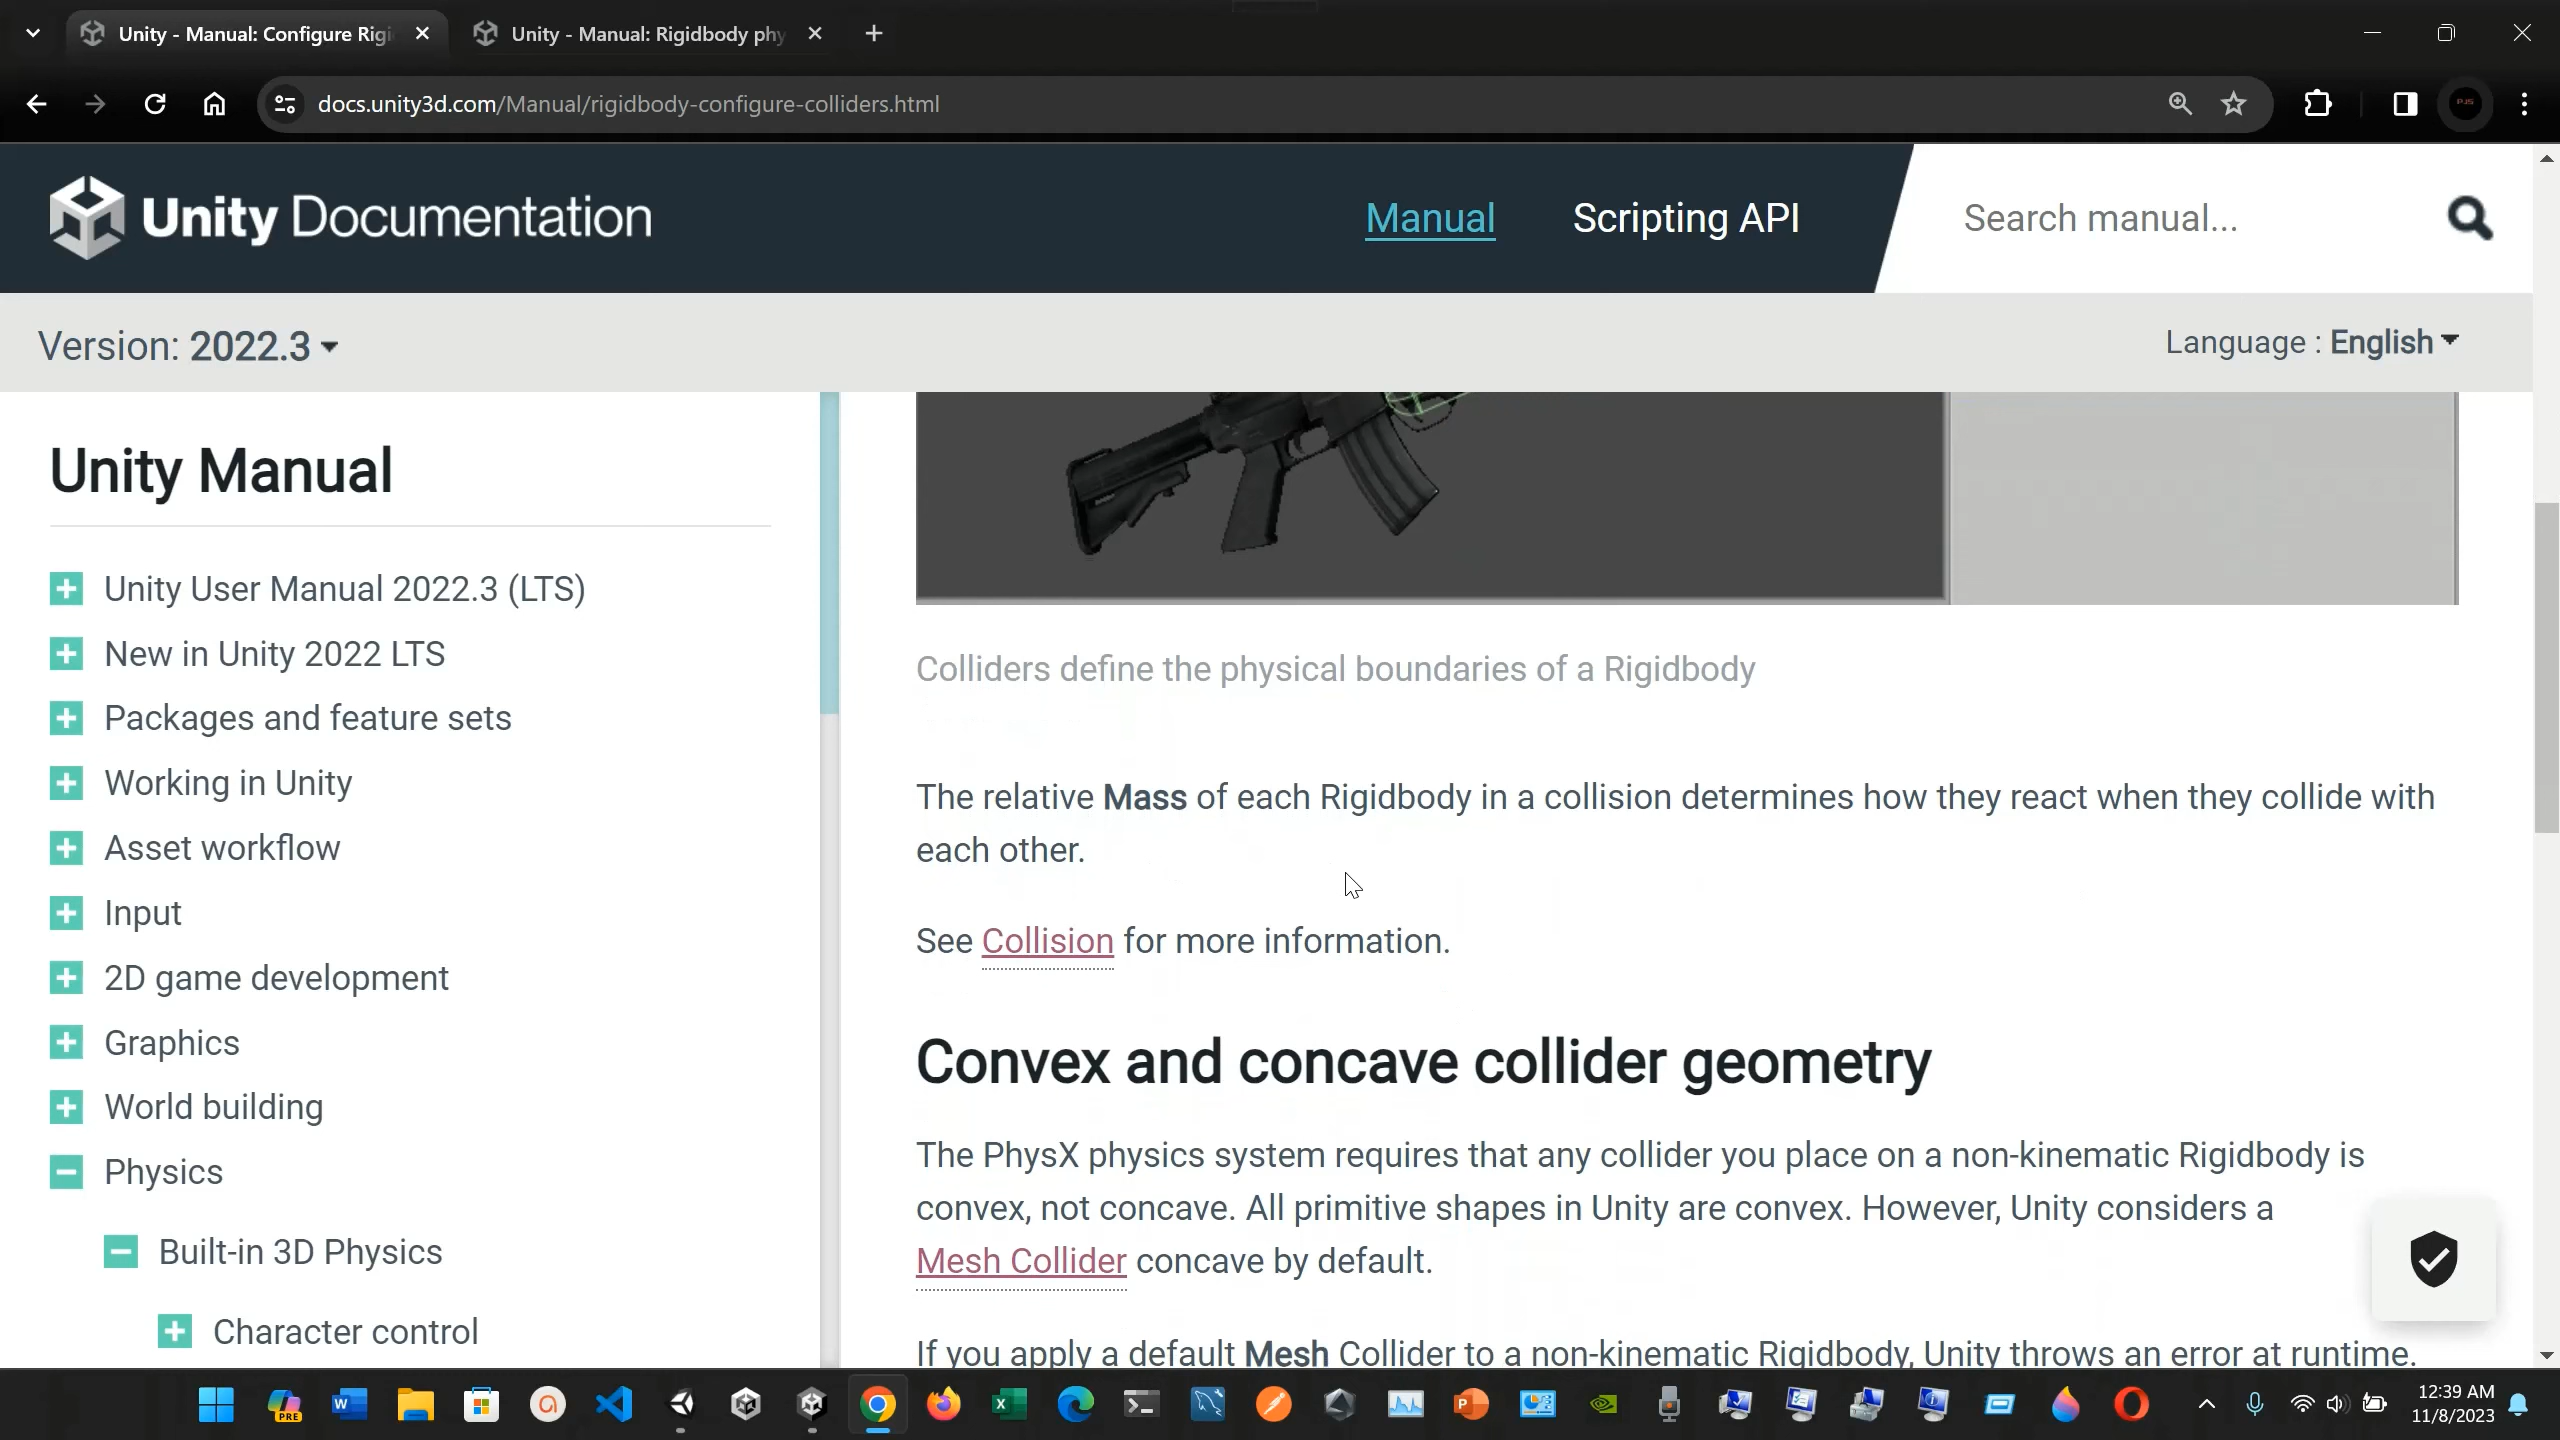 Unity - Manual: Configure Rigi
Unity - Manual: Rigidbody phy
docs.unity3d.com/Manual/rigidbody-configure-colliders.html
Unity Documentation
Manual
Scripting API
Search manual...
Version: 2022.3
Language : English
Unity Manual
Unity User Manual 2022.3 (LTS)
New in Unity 2022 LTS
Packages and feature sets
Working in Unity
Asset workflow
Input
2D game development
Graphics
World building
Physics
Built-in 3D Physics
Character control
Colliders define the physical boundaries of a Rigidbody
The relative Mass of each Rigidbody in a collision determines how they react when they collide with
each other.
See Collision for more information.
Convex and concave collider geometry
The PhysX physics system requires that any collider you place on a non-kinematic Rigidbody is
convex, not concave. All primitive shapes in Unity are convex. However, Unity considers a
Mesh Collider concave by default.
If you apply a default Mesh Collider to a non-kinematic Rigidbody, Unity throws an error at runtime.
PRE
12:39 AM
11/8/2023